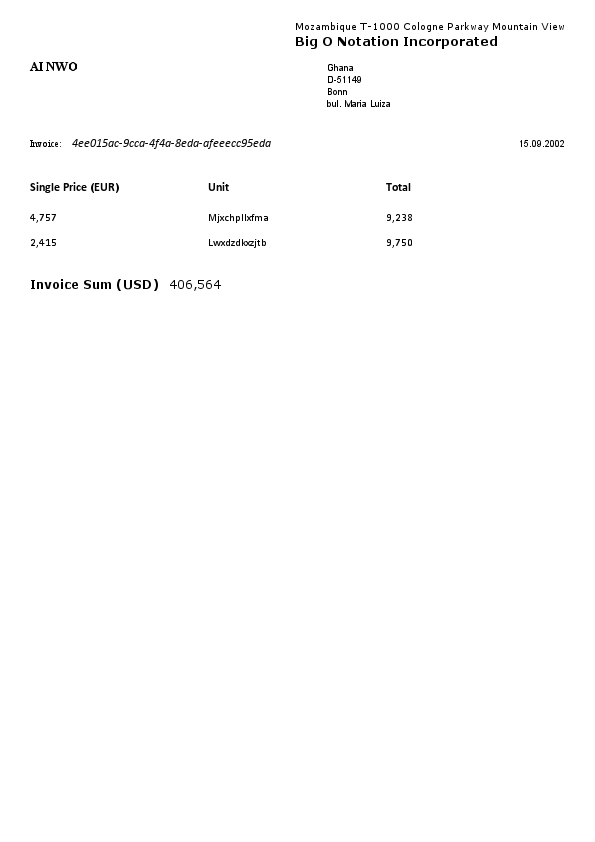 Mozambique T-1000 Cologne Parkway Mountain View
Big O Notation Incorporated
AI NWO
Ghana
D-51149
Bonn
bul. Maria Luiza
Invoice: 4ee015ac-9cca-4f4a-8eda-afeeecc95eda 15.09.2002
Single Price (EUR) Unit Total
4,757 Mjxchpllxfma 9,238
2,415 Lwxdzdkxzjtb 9,750
Invoice Sum (USD) 406,564